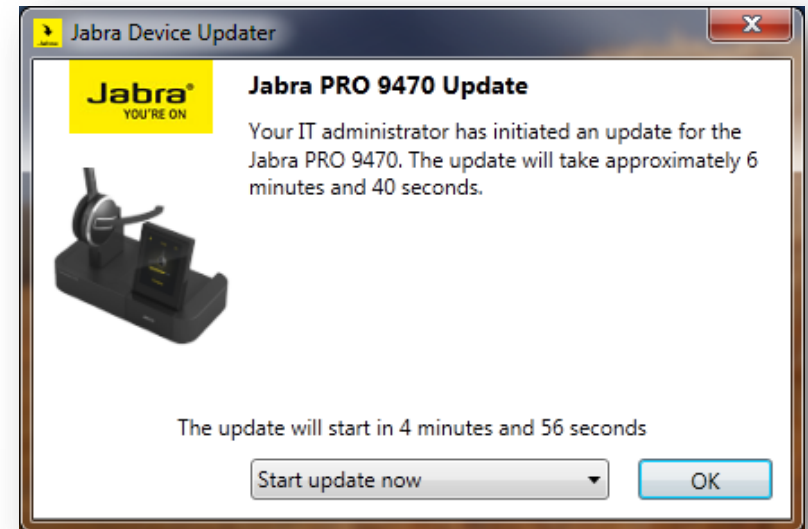 Jabra Device Updater
Jabra
YOU'RE ON
Jabra PRO 9470 Update
Your IT administrator has initiated an update for the
Jabra PRO 9470. The update will take approximately 6
minutes and 40 seconds.
The update will start in 4 minutes and 56 seconds
Start update now
OK